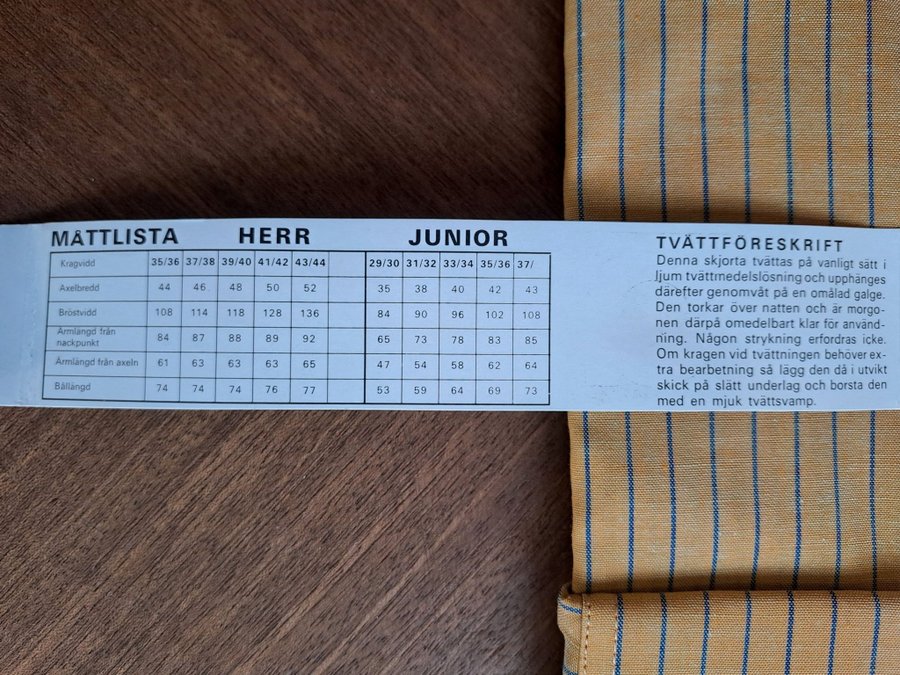 MÅTTLISTA HERR JUNIOR
Kragvidd 35/36 37/38 39/40 41/42 43/44 29/30 31/32 33/34 35/36 37/
Axelbredd 44 46 48 50 52 35 38 40 42 43
Bröstvidd 108 114 118 128 136 84 90 96 102 108
Ärmlängd från
nackpunkt 84 87 88 89 92 65 73 78 83 85
Ärmlängd från axeln 61 63 63 63 65 47 54 58 62 64
Bållängd 74 74 74 76 77 53 59 64 69 73
TVÄTTFÖRESKRIFT
Denna skjorta tvättas på vanligt sätt i
ljum tvättmedelslösning och upphänges
därefter genomvåt på en omålad galge.
Den torkar över natten och är morgo-
nen därpå omedelbart klar för använd-
ning. Någon strykning erfordras icke.
Om kragen vid tvättningen behöver ex-
tra bearbetning så lägg den då i utvikt
skick på slätt underlag och borsta den
med en mjuk tvättsvamp.